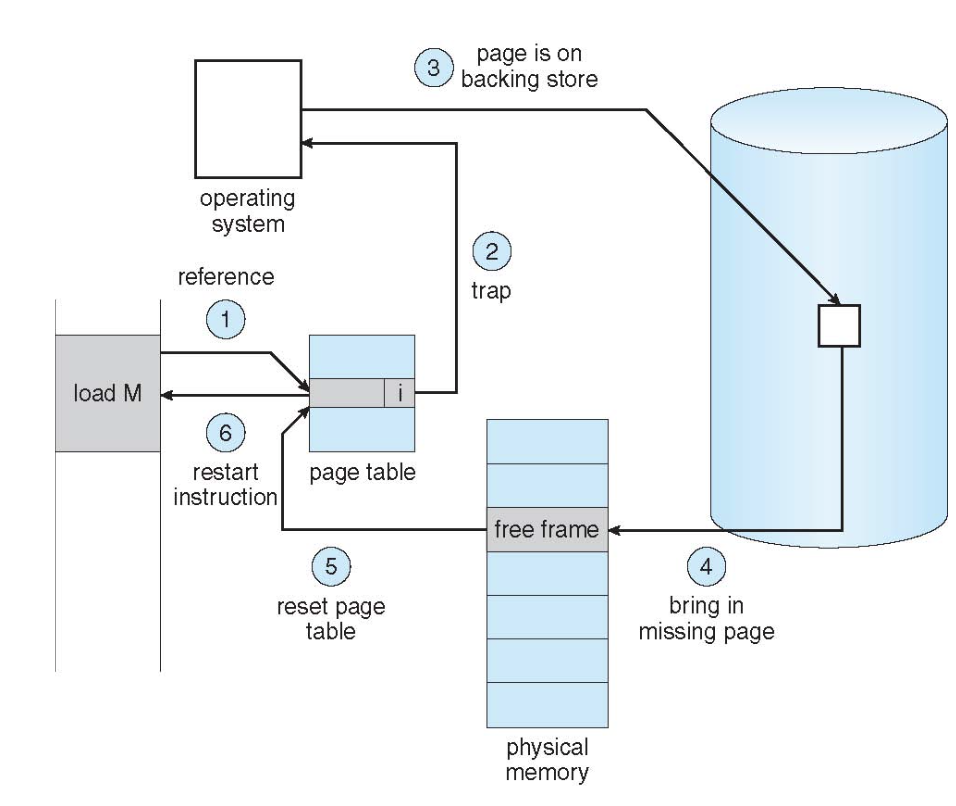 3
page is on
backing store
operating
system
2
trap
reference
1
load M
i
6
restart
instruction
page table
free frame
5
reset page
table
4
bring in
missing page
physical
memory